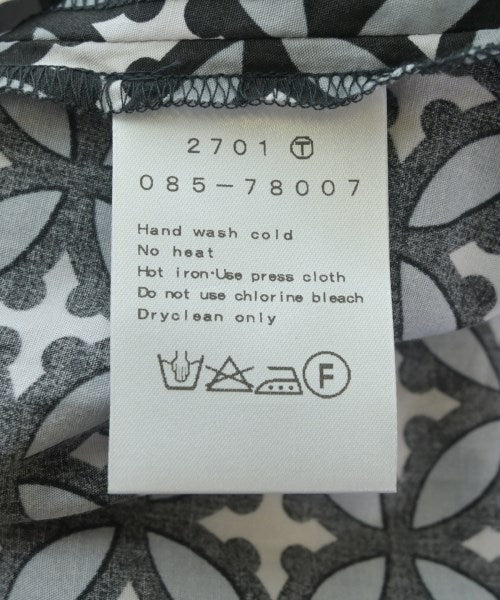 2701 Ⓣ
085-78007
Hand wash cold
No heat
Hot iron·Use press cloth
Do not use chlorine bleach
Dryclean only
F